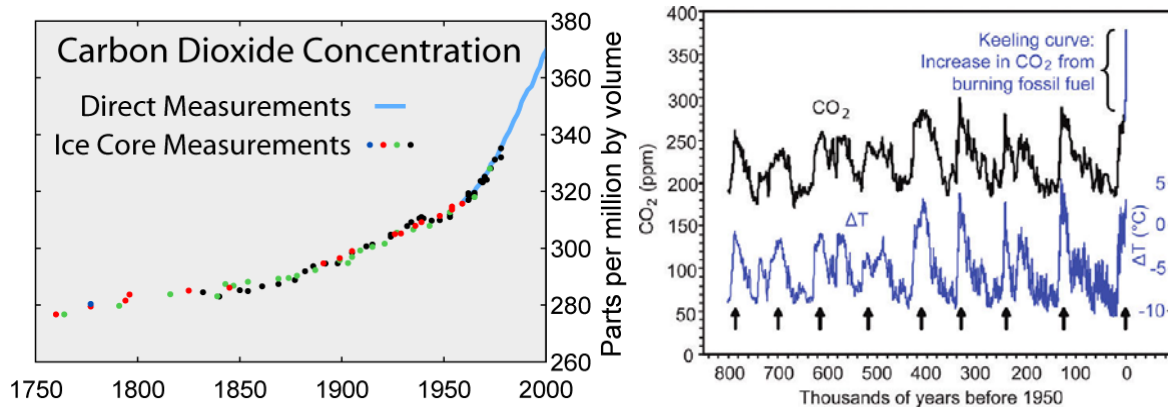 Carbon Dioxide Concentration
Direct Measurements
Ice Core Measurements
380
360
340
320
300
280
260
Parts per million by volume
1750
1800
1850
1900
1950
2000
400
350
300
250
200
150
100
50
0
CO₂ (ppm)
Keeling curve:
Increase in CO₂ from
burning fossil fuel
CO₂
ΔT
5
0
-5
-10
ΔT (°C)
800
700
600
500
400
300
200
100
0
Thousands of years before 1950